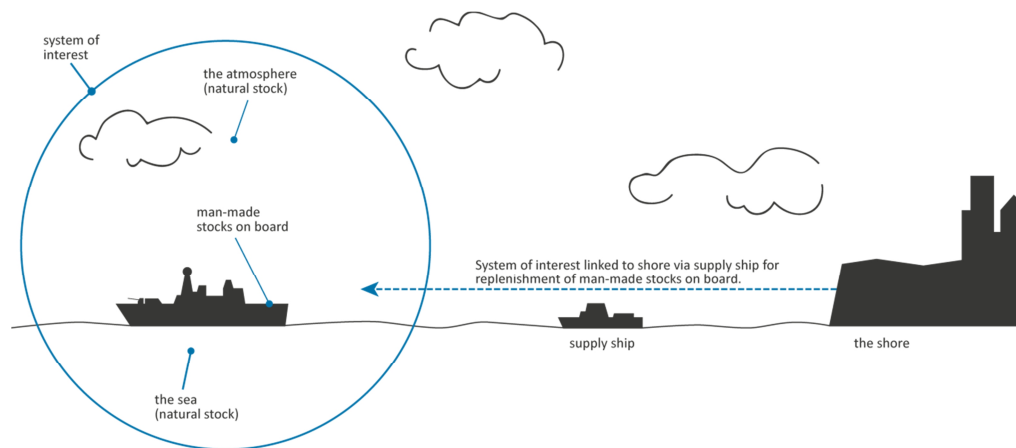 system of
interest
the atmosphere
(natural stock)
man-made
stocks on board
System of interest linked to shore via supply ship for
replenishment of man-made stocks on board.
supply ship
the shore
the sea
(natural stock)